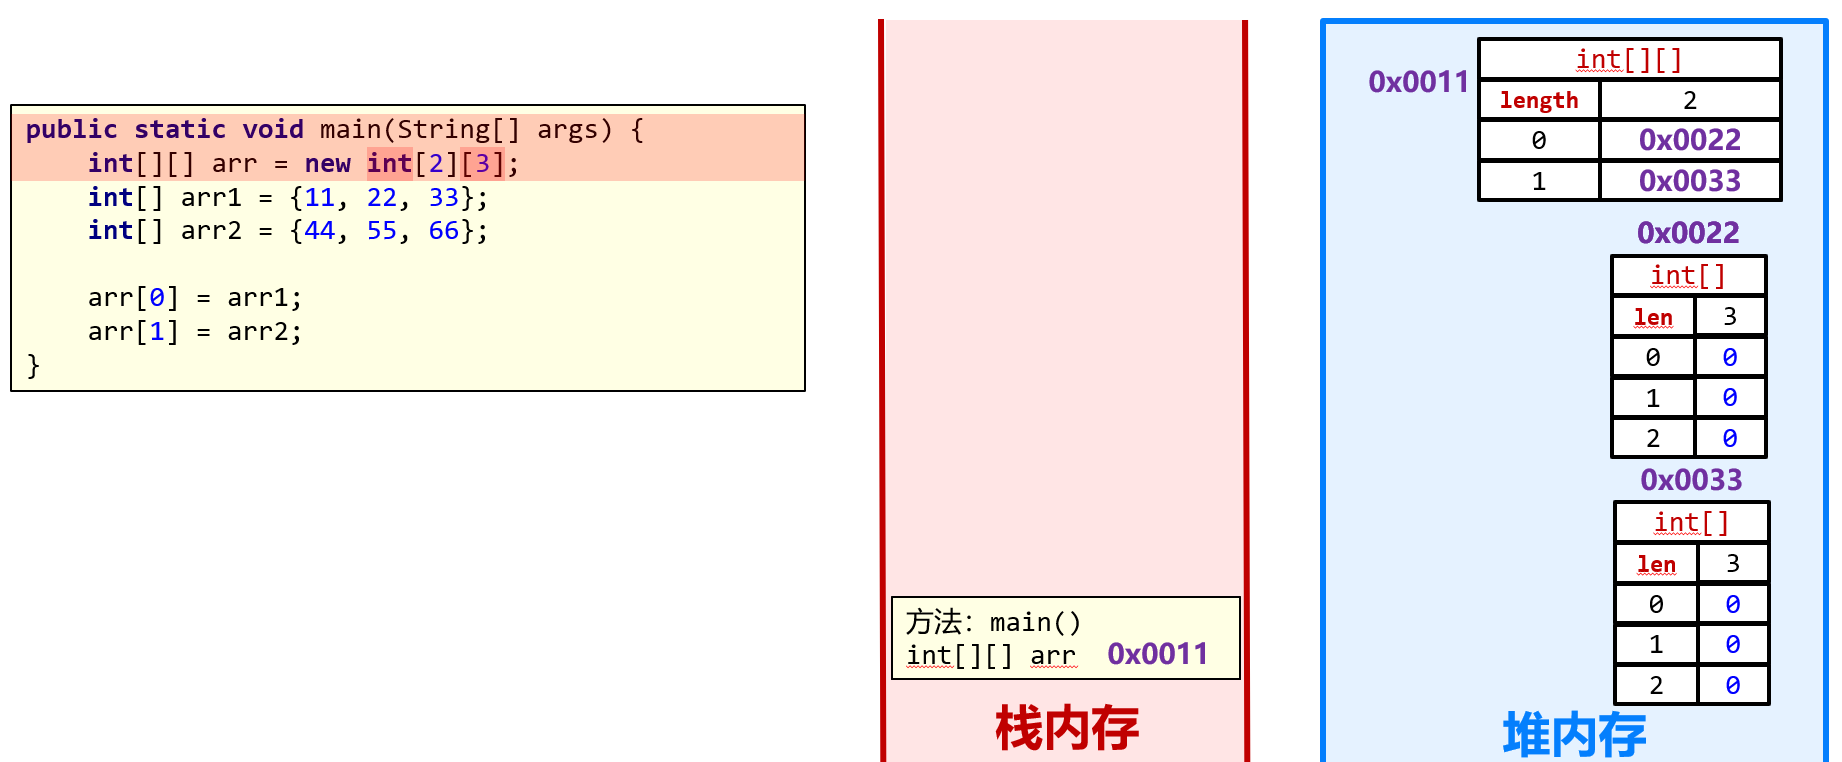 public static void main(String[] args) {
    int[][] arr = new int[2][3];
    int[] arr1 = {11, 22, 33};
    int[] arr2 = {44, 55, 66};
    arr[0] = arr1;
    arr[1] = arr2;
}
方法：main()
int[][] arr 0x0011
栈内存
0x0011
int[][]
length 2
0 0x0022
1 0x0033
0x0022
int[]
len 3
0 0
1 0
2 0
0x0033
int[]
len 3
0 0
1 0
2 0
堆内存